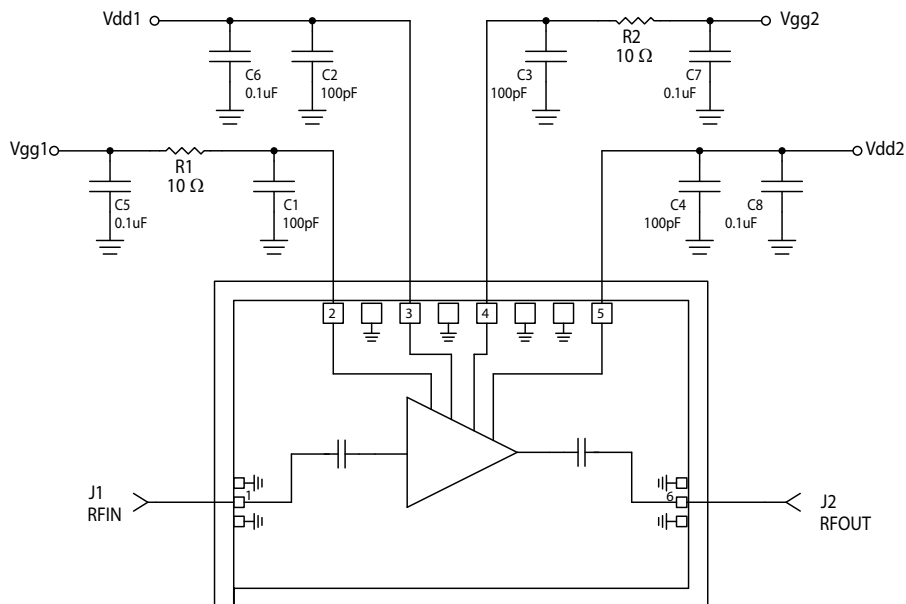 Vdd1
Vgg2
R2
10 Ω
C6
0.1uF
C2
100pF
C3
100pF
C7
0.1uF
Vgg1
Vdd2
R1
10 Ω
C5
0.1uF
C1
100pF
C4
100pF
C8
0.1uF
2
3
4
5
1
6
J1
RFIN
J2
RFOUT